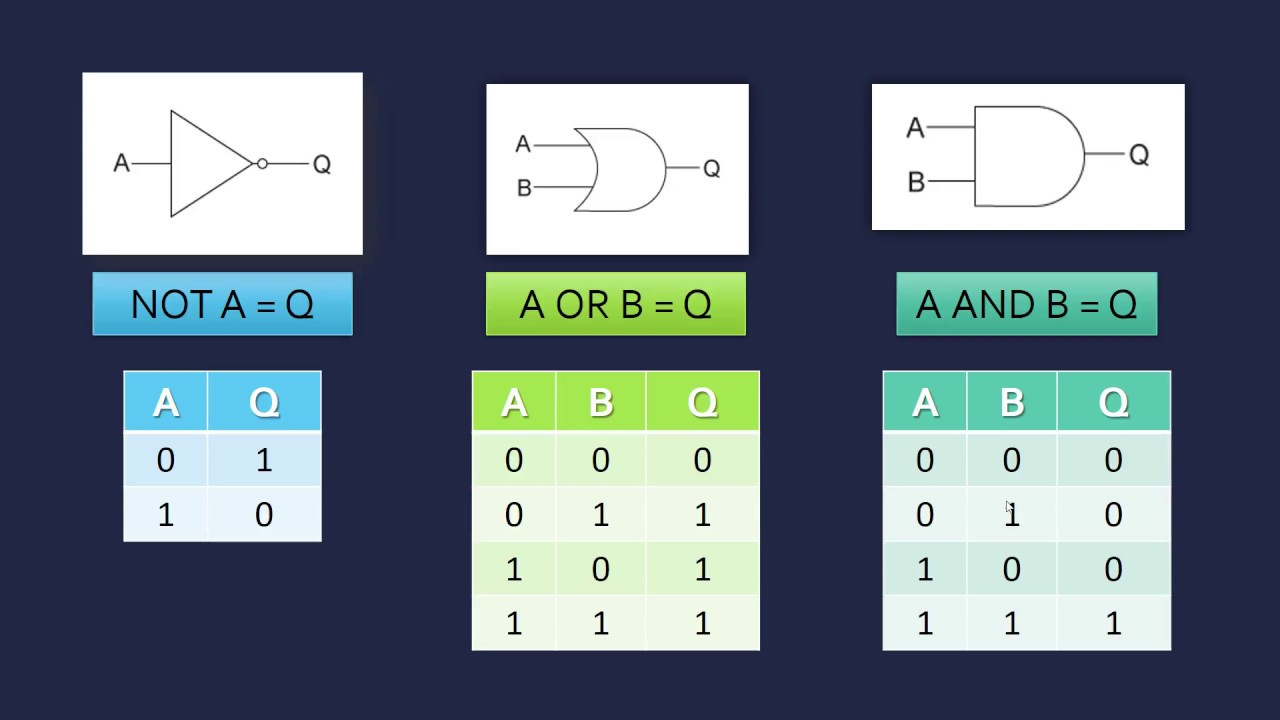 A Q
A
B
Q
A
B
Q
NOT A = Q
A OR B = Q
A AND B = Q
A Q
0 1
1 0
A B Q
0 0 0
0 1 1
1 0 1
1 1 1
A B Q
0 0 0
0 1 0
1 0 0
1 1 1